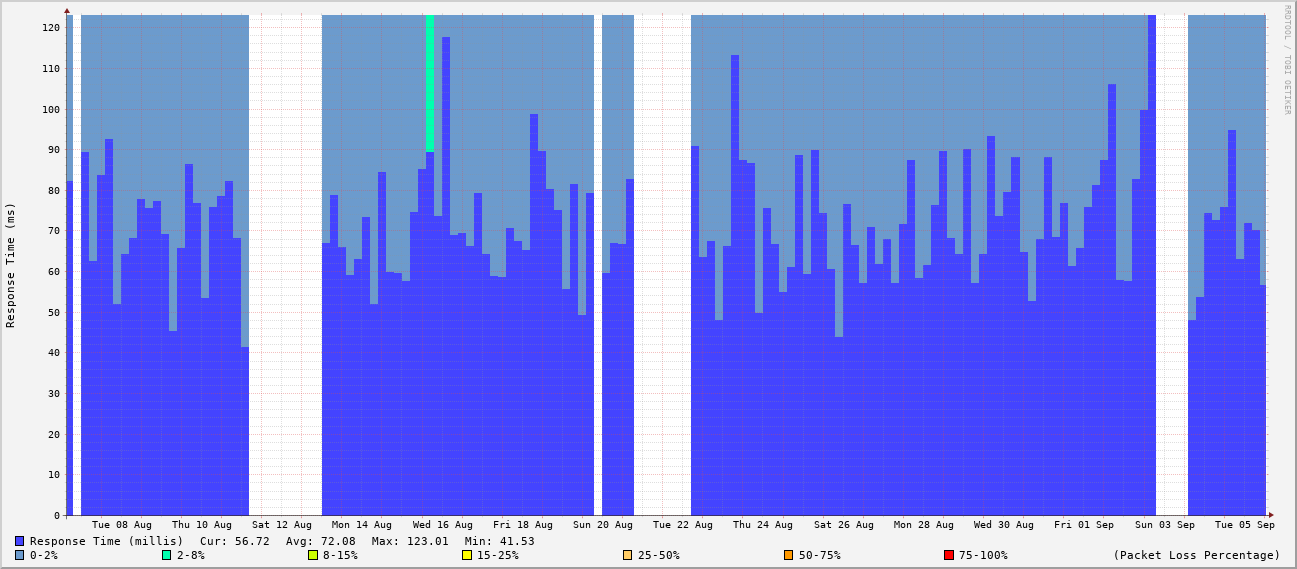 RRDTOOL / TOBI OETIKER
Response Time (ms)
120
110
100
90
80
70
60
50
40
30
20
10
0
Tue 08 Aug Thu 10 Aug Sat 12 Aug Mon 14 Aug Wed 16 Aug Fri 18 Aug Sun 20 Aug Tue 22 Aug Thu 24 Aug Sat 26 Aug Mon 28 Aug Wed 30 Aug Fri 01 Sep Sun 03 Sep Tue 05 Sep
Response Time (millis) Cur: 56.72 Avg: 72.08 Max: 123.01 Min: 41.53
0-2% 2-8% 8-15% 15-25% 25-50% 50-75% 75-100% (Packet Loss Percentage)